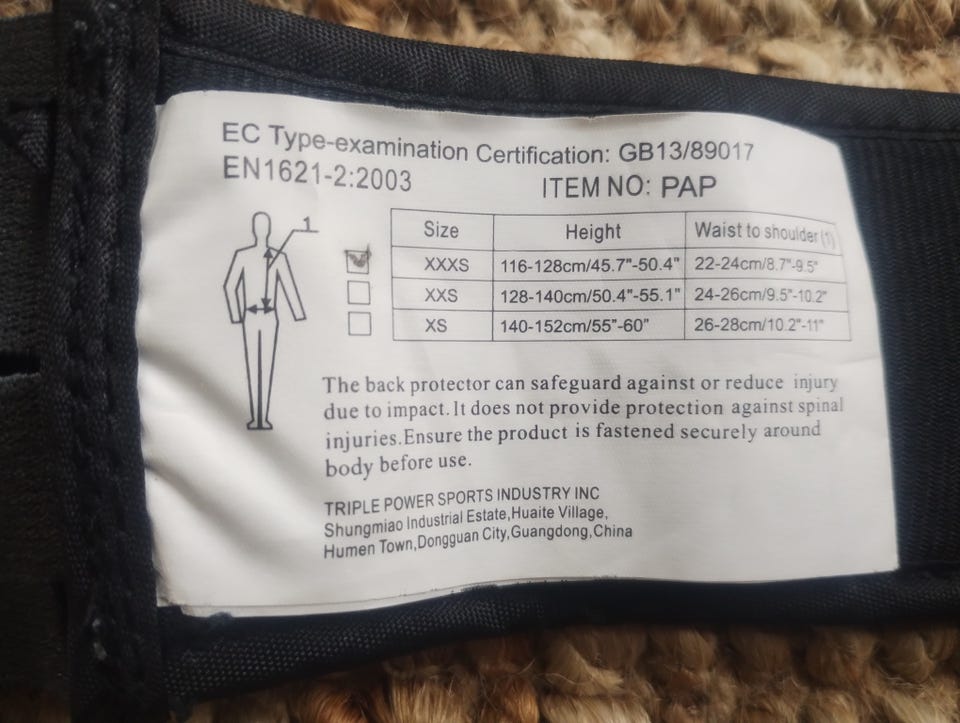 EC Type-examination Certification: GB13/89017
EN1621-2:2003
ITEM NO: PAP
1
Size Height Waist to shoulder (1)
XXXS 116-128cm/45.7"-50.4" 22-24cm/8.7"-9.5"
XXS 128-140cm/50.4"-55.1" 24-26cm/9.5"-10.2"
XS 140-152cm/55"-60" 26-28cm/10.2"-11"
The back protector can safeguard against or reduce injury
due to impact.It does not provide protection against spinal
injuries.Ensure the product is fastened securely around
body before use.
TRIPLE POWER SPORTS INDUSTRY INC
Shungmiao Industrial Estate,Huaite Village,
Humen Town,Dongguan City,Guangdong,China